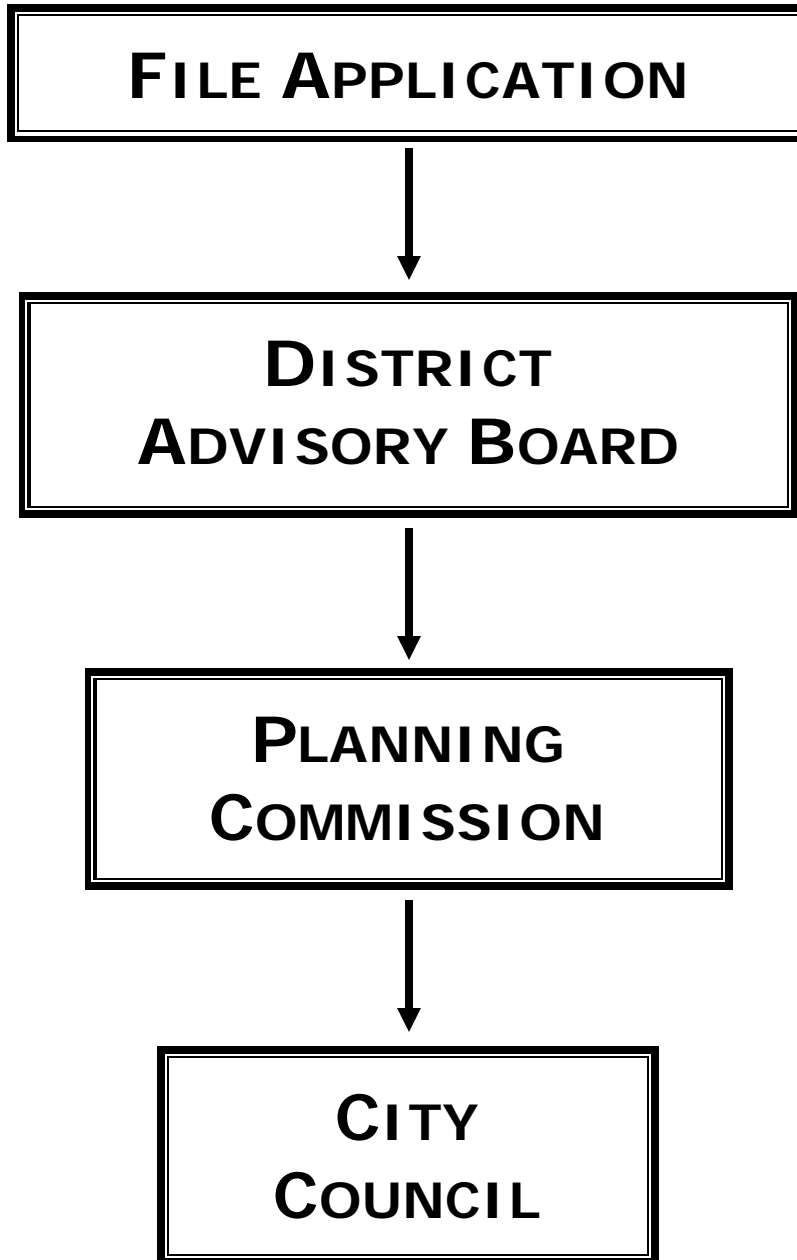 FILE APPLICATION
DISTRICT
ADVISORY BOARD
PLANNING
COMMISSION
CITY
COUNCIL